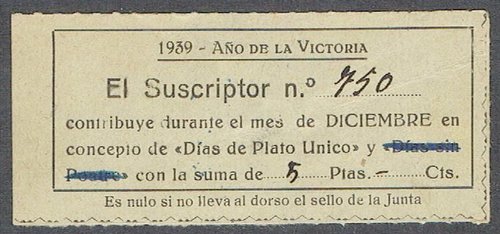 1939 - AÑO DE LA VICTORIA
El Suscriptor n.º 750
contribuye durante el mes de DICIEMBRE en
concepto de «Días de Plato Unico» y «Días sin
Postre» con la suma de 5 Ptas. — Cts.
Es nulo si no lleva al dorso el sello de la Junta